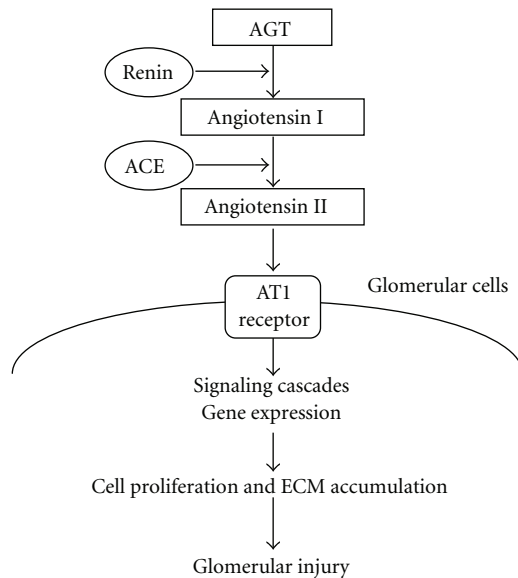 AGT
Renin
Angiotensin I
ACE
Angiotensin II
Glomerular cells
AT1
receptor
Signaling cascades
Gene expression
Cell proliferation and ECM accumulation
Glomerular injury